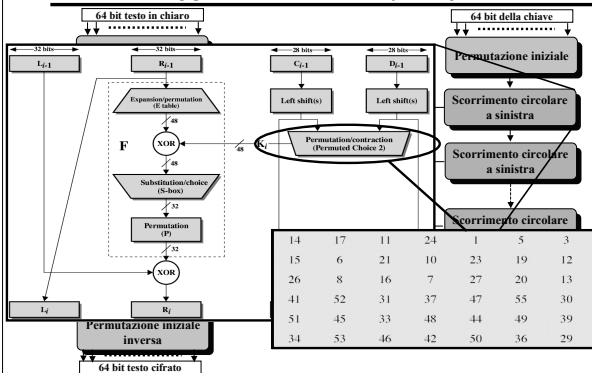 64 bit testo in chiaro
64 bit della chiave
32 bits
32 bits
28 bits
28 bits
Li-1
Ri-1
Ci-1
Di-1
Permutazione iniziale
Expansion/permutation
(E table)
Left shift(s)
Left shift(s)
Scorrimento circolare
a sinistra
48
F
XOR
48
Ki
Permutation/contraction
(Permuted Choice 2)
48
Scorrimento circolare
a sinistra
Substitution/choice
(S-box)
32
Permutation
(P)
Scorrimento circolare
32
XOR
14 17 11 24 1 5 3
15 6 21 10 23 19 12
26 8 16 7 27 20 13
41 52 31 37 47 55 30
51 45 33 48 44 49 39
34 53 46 42 50 36 29
Li
Ri
Permutazione iniziale
inversa
64 bit testo cifrato